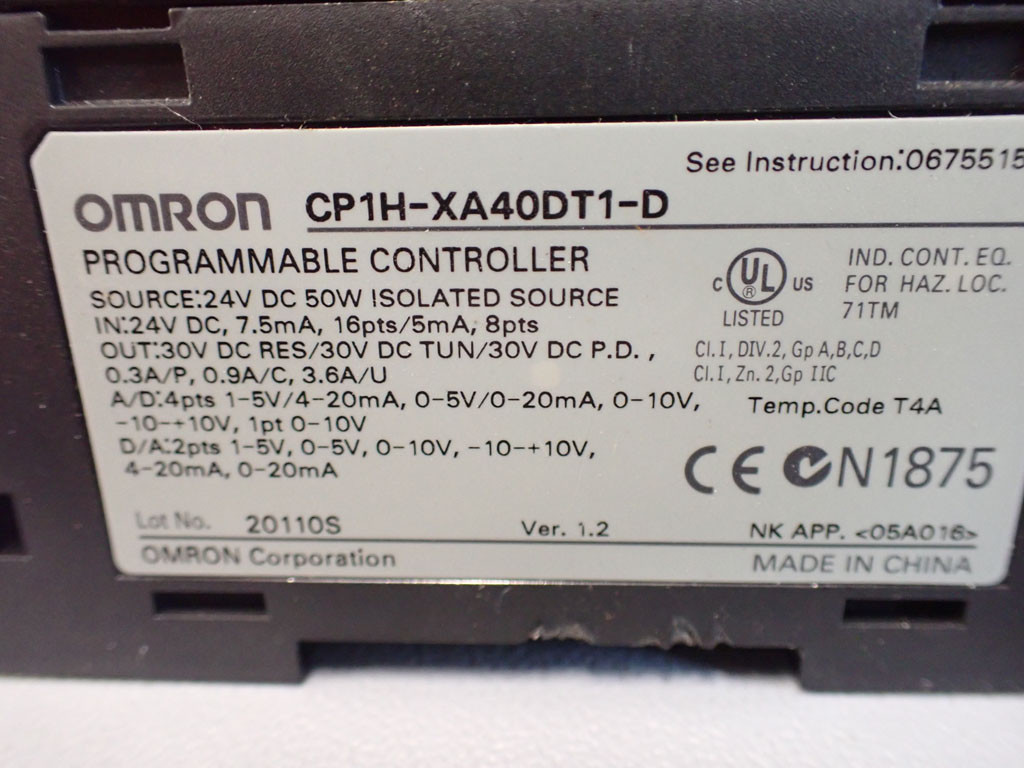 See Instruction:0675515
OMRON CP1H-XA40DT1-D
PROGRAMMABLE CONTROLLER
SOURCE:24V DC 50W ISOLATED SOURCE
IN:24V DC, 7.5mA, 16pts/5mA, 8pts
OUT:30V DC RES/30V DC TUN/30V DC P.D.,
0.3A/P, 0.9A/C, 3.6A/U
A/D:4pts 1-5V/4-20mA, 0-5V/0-20mA, 0-10V,
-10-+10V, 1pt 0-10V
D/A:2pts 1-5V, 0-5V, 0-10V, -10-+10V,
4-20mA, 0-20mA
C UL US
LISTED
IND. CONT. EQ.
FOR HAZ. LOC.
71TM
Cl.I, DIV.2, Gp A,B,C,D
Cl.I, Zn.2,Gp IIC
Temp.Code T4A
CE N1875
Lot No. 20110S Ver. 1.2 NK APP. <05A016>
OMRON Corporation MADE IN CHINA